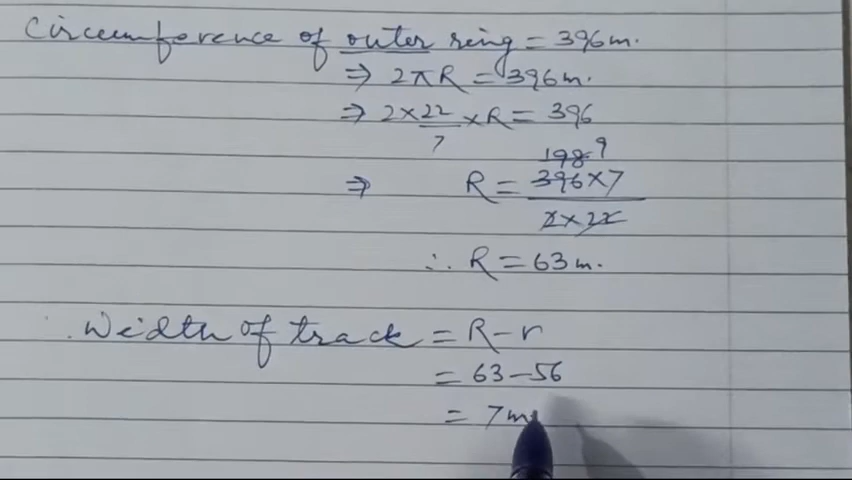 Circumference of outer ring = 396m.
⇒ 2πR = 396m.
⇒ 2 × 22/7 × R = 396
198 9
⇒ R = 396×7 / 2×22
∴ R = 63m.
∴ Width of track = R-r
= 63-56
= 7m